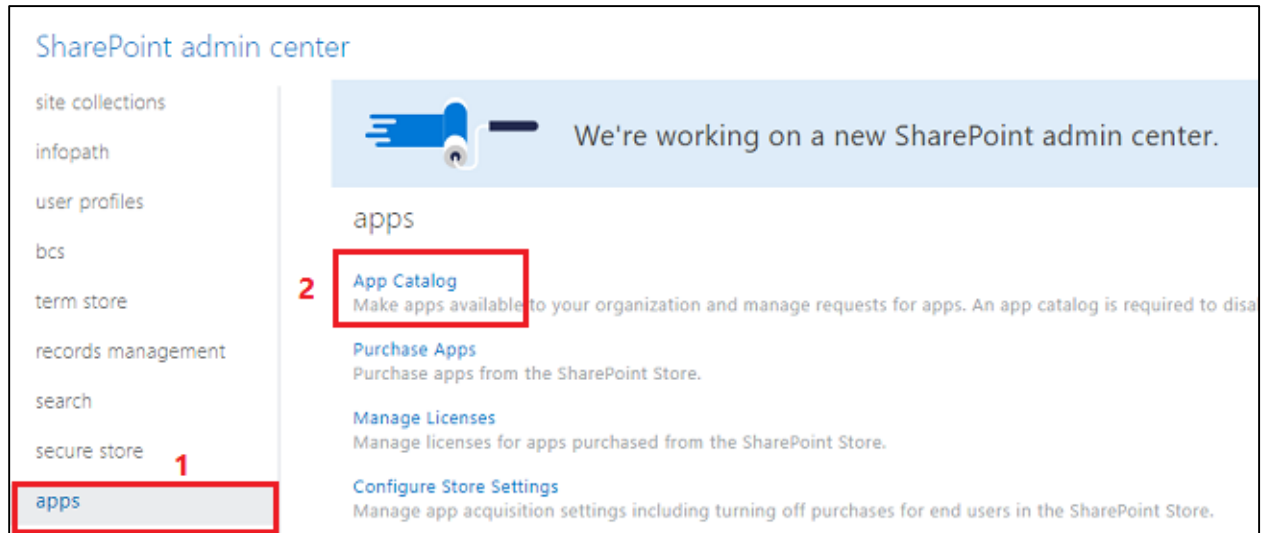 SharePoint admin center
site collections
infopath
user profiles
bcs
term store
records management
search
secure store
1
apps
We're working on a new SharePoint admin center.
apps
2
App Catalog
Make apps available to your organization and manage requests for apps. An app catalog is required to disa
Purchase Apps
Purchase apps from the SharePoint Store.
Manage Licenses
Manage licenses for apps purchased from the SharePoint Store.
Configure Store Settings
Manage app acquisition settings including turning off purchases for end users in the SharePoint Store.